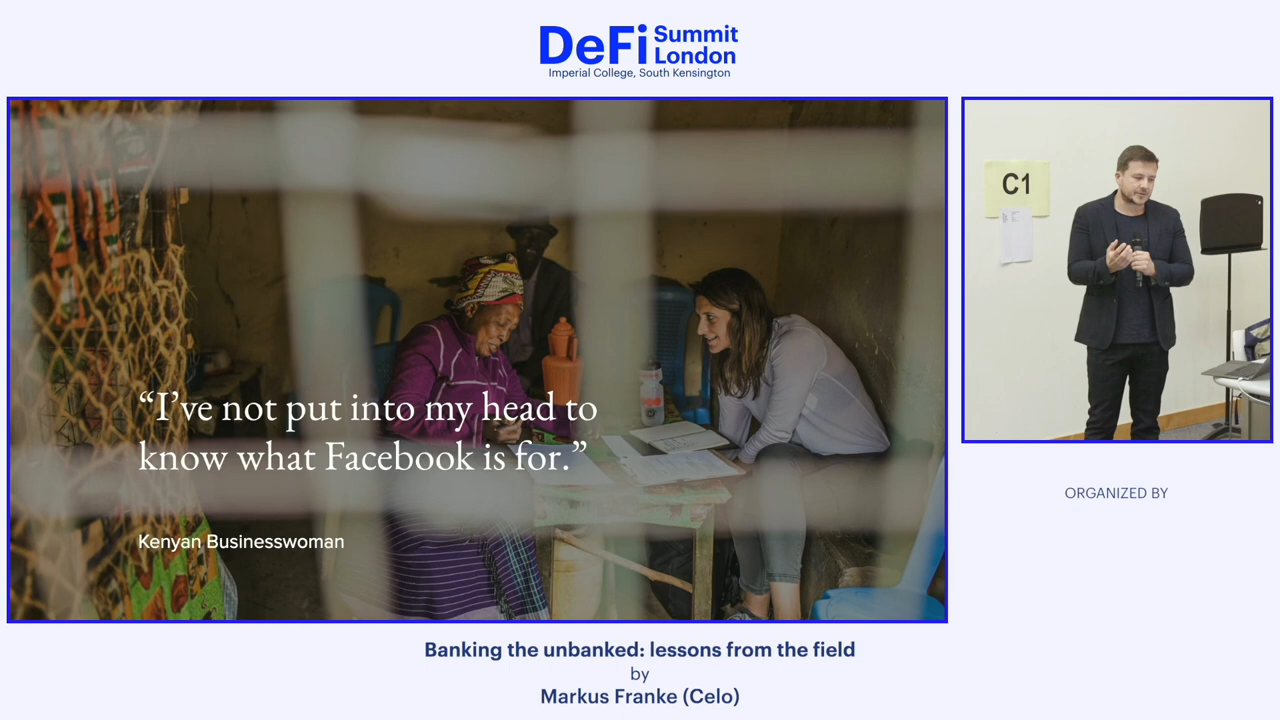 DeFi Summit
London
Imperial College, South Kensington
“I’ve not put into my head to
know what Facebook is for.”
Kenyan Businesswoman
C1
ORGANIZED BY
Banking the unbanked: lessons from the field
by
Markus Franke (Celo)